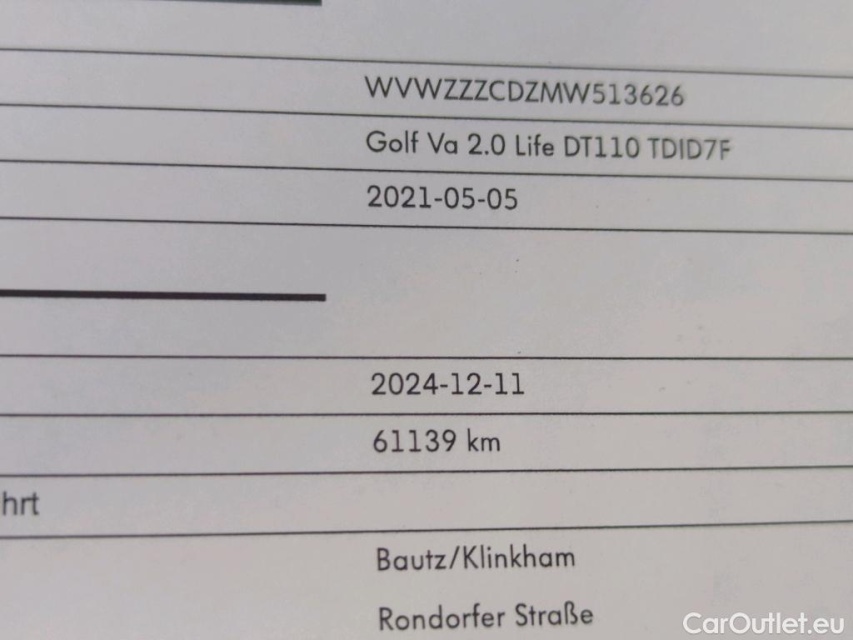 WVWZZZCDZMW513626
Golf Va 2.0 Life DT110 TDID7F
2021-05-05
2024-12-11
61139 km
hrt
Bautz/Klinkham
Rondorfer Straße
CarOutlet.eu